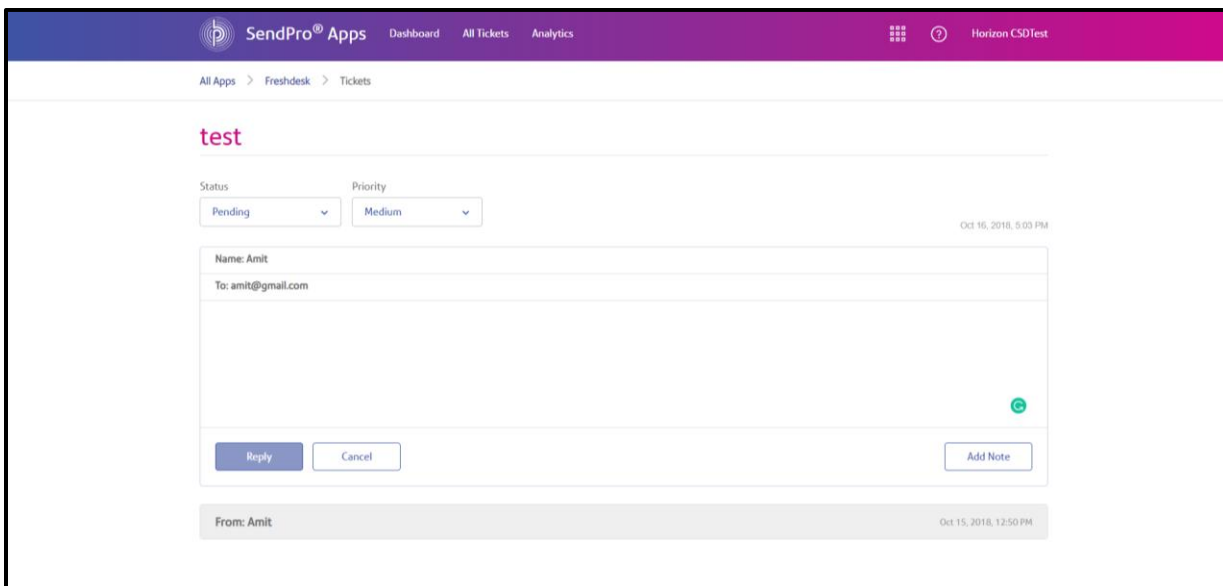 SendPro® Apps Dashboard All Tickets Analytics Horizon CSDTest
All Apps > Freshdesk > Tickets
test
Status Priority
Pending Medium
Oct 16, 2018, 5:03 PM
Name: Amit
To: amit@gmail.com
Reply Cancel Add Note
From: Amit Oct 15, 2018, 12:50 PM